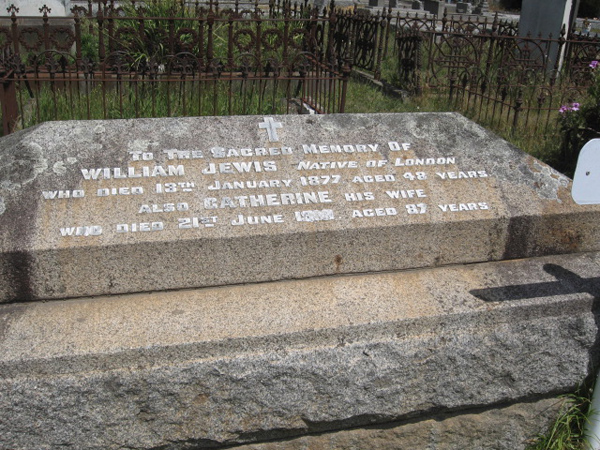 To The Sacred Memory Of
William Jewis Native of London
who died 13th January 1877 aged 48 years
also Catherine his wife
who died 21st June aged 87 years